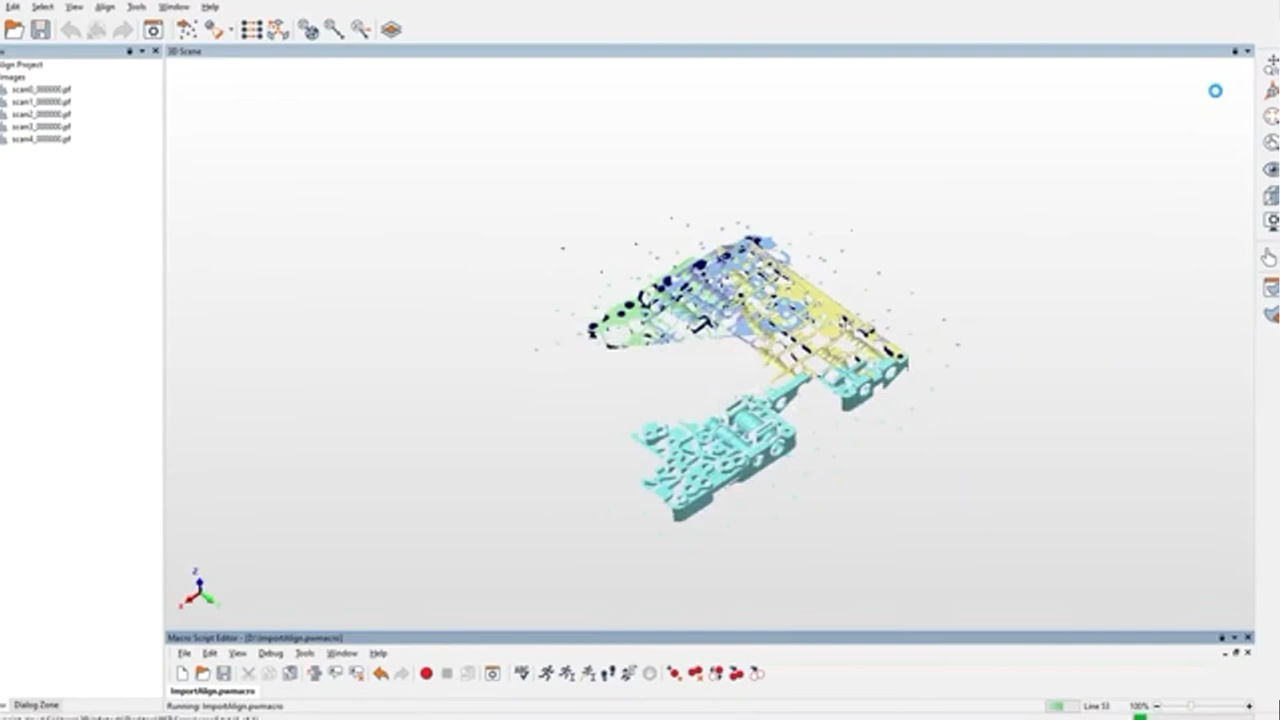 Edit Select View Align Tools Window Help
3D Scene
Align Project
Images
scan0_000000.pf
scan1_000000.pf
scan2_000000.pf
scan3_000000.pf
scan4_000000.pf
Z
Macro Script Editor - [D:\ImportAlign.pwmacro]
File Edit View Debug Tools Window Help
ImportAlign.pwmacro
Dialog Zone
Running: ImportAlign.pwmacro
Line 53
100%